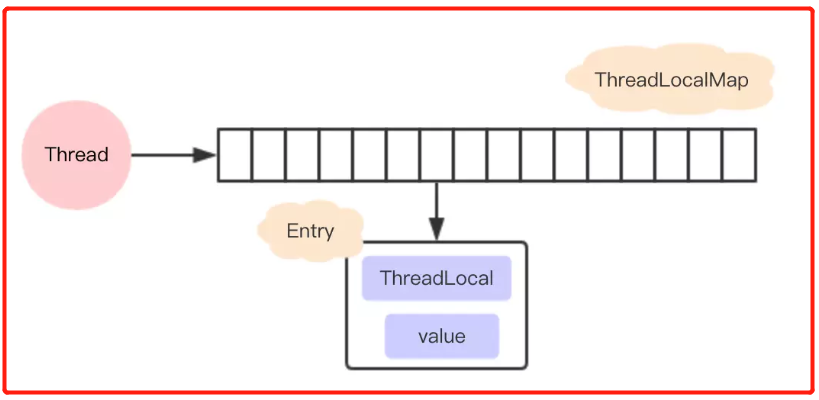 ThreadLocalMap
Thread
Entry
ThreadLocal
value